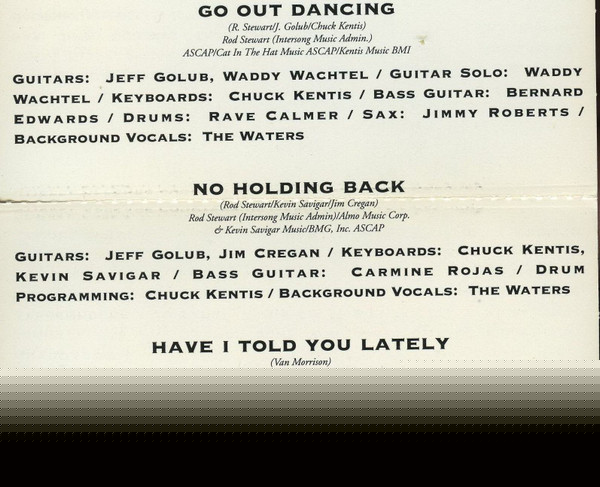 GO OUT DANCING
(R. Stewart/J. Golub/Chuck Kentis)
Rod Stewart (Intersong Music Admin.)
ASCAP/Cat In The Hat Music ASCAP/Kentis Music BMI
GUITARS: JEFF GOLUB, WADDY WACHTEL / GUITAR SOLO: WADDY
WACHTEL / KEYBOARDS: CHUCK KENTIS / BASS GUITAR: BERNARD
EDWARDS / DRUMS: RAVE CALMER / SAX: JIMMY ROBERTS /
BACKGROUND VOCALS: THE WATERS
NO HOLDING BACK
(Rod Stewart/Kevin Savigar/Jim Cregan)
Rod Stewart (Intersong Music Admin)/Almo Music Corp.
& Kevin Savigar Music/BMG, Inc. ASCAP
GUITARS: JEFF GOLUB, JIM CREGAN / KEYBOARDS: CHUCK KENTIS,
KEVIN SAVIGAR / BASS GUITAR: CARMINE ROJAS / DRUM
PROGRAMMING: CHUCK KENTIS / BACKGROUND VOCALS: THE WATERS
HAVE I TOLD YOU LATELY
(Van Morrison)